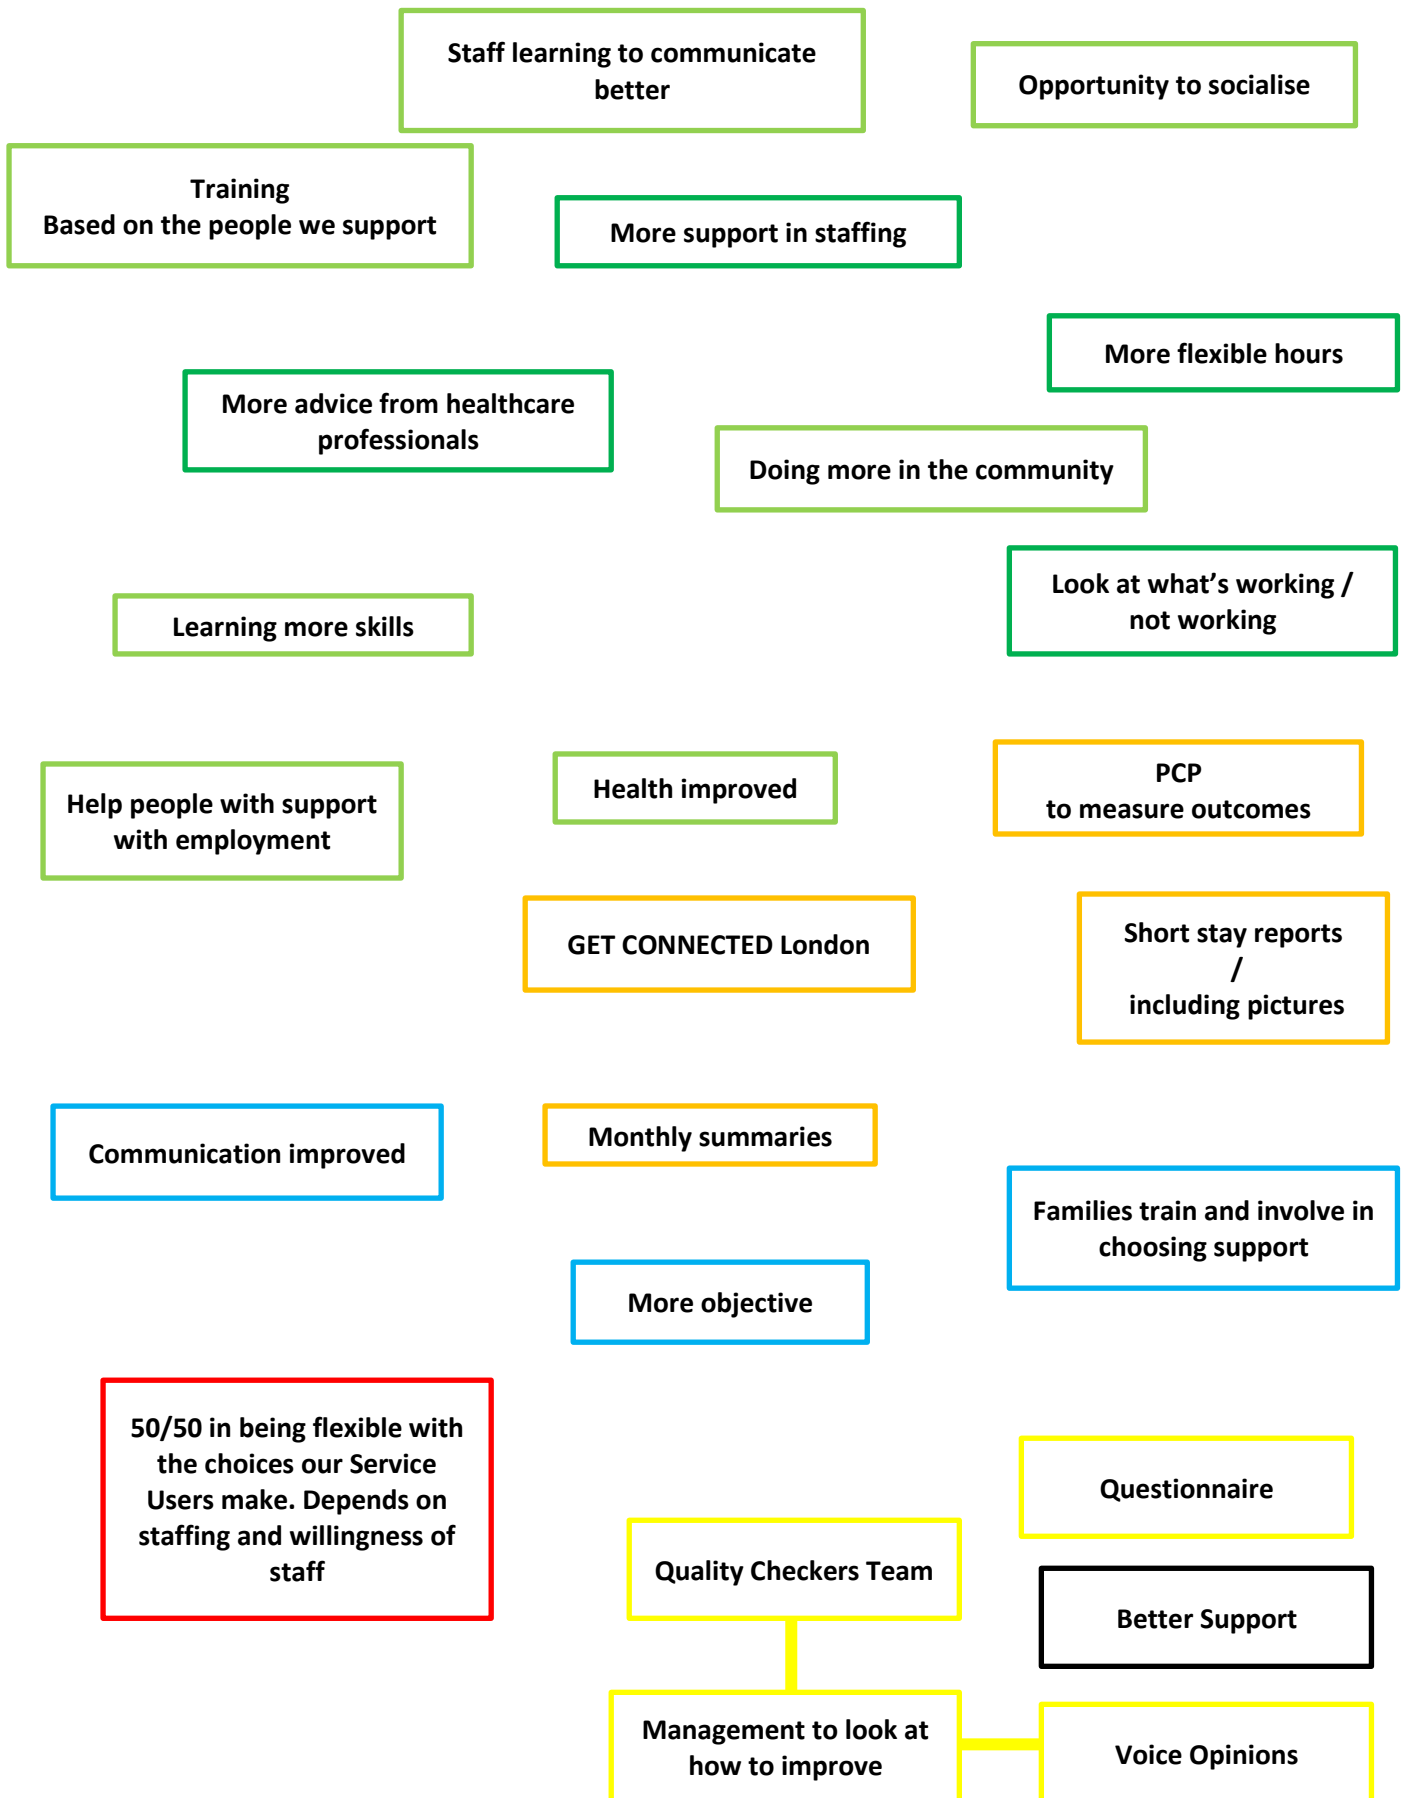 Staff learning to communicate
better
Opportunity to socialise
Training
Based on the people we support
More support in staffing
More flexible hours
More advice from healthcare
professionals
Doing more in the community
Look at what's working /
not working
Learning more skills
Help people with support
with employment
Health improved
PCP
to measure outcomes
GET CONNECTED London
Short stay reports
/
including pictures
Communication improved
Monthly summaries
Families train and involve in
choosing support
More objective
50/50 in being flexible with
the choices our Service
Users make. Depends on
staffing and willingness of
staff
Questionnaire
Quality Checkers Team
Better Support
Management to look at
how to improve
Voice Opinions